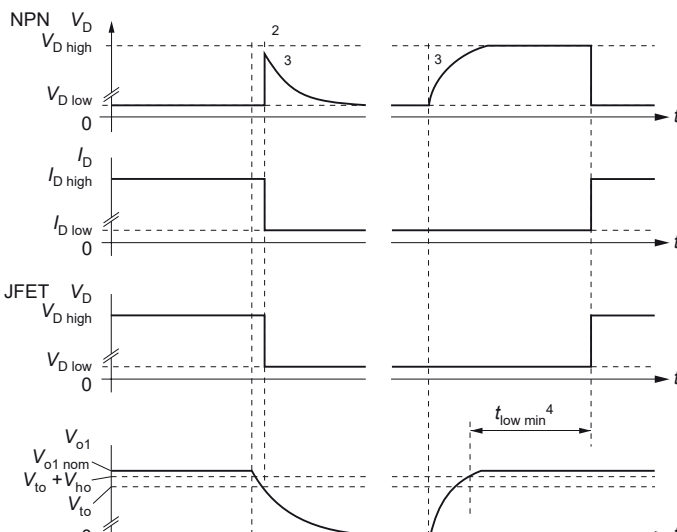 NPN V_D
V_D high
2
3
3
V_D low
0
t
I_D
I_D high
I_D low
0
t
JFET V_D
V_D high
V_D low
0
t
t_low min 4
V_o1
V_o1 nom
V_to + V_ho
V_to